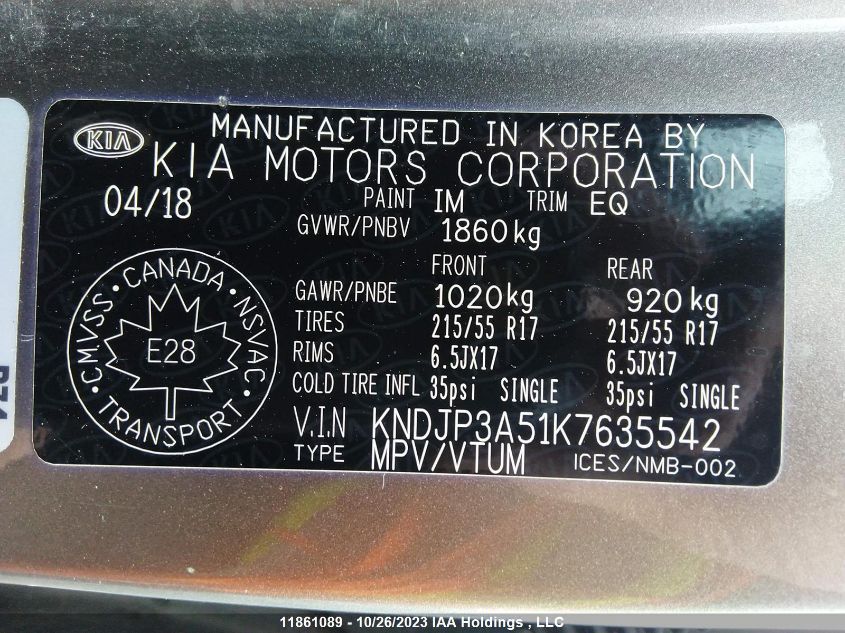 KIA
MANUFACTURED IN KOREA BY
KIA MOTORS CORPORATION
04/18 PAINT IM TRIM EQ
GVWR/PNBV 1860kg
FRONT REAR
GAWR/PNBE 1020kg 920kg
TIRES 215/55 R17 215/55 R17
RIMS 6.5JX17 6.5JX17
COLD TIRE INFL 35psi SINGLE 35psi SINGLE
V.I.N KNDJP3A51K7635542
TYPE MPV/VTUM ICES/NMB-002
CMVSS · CANADA · NSVAC · TRANSPORT ·
E28
11861089 - 10/26/2023 IAA Holdings , LLC